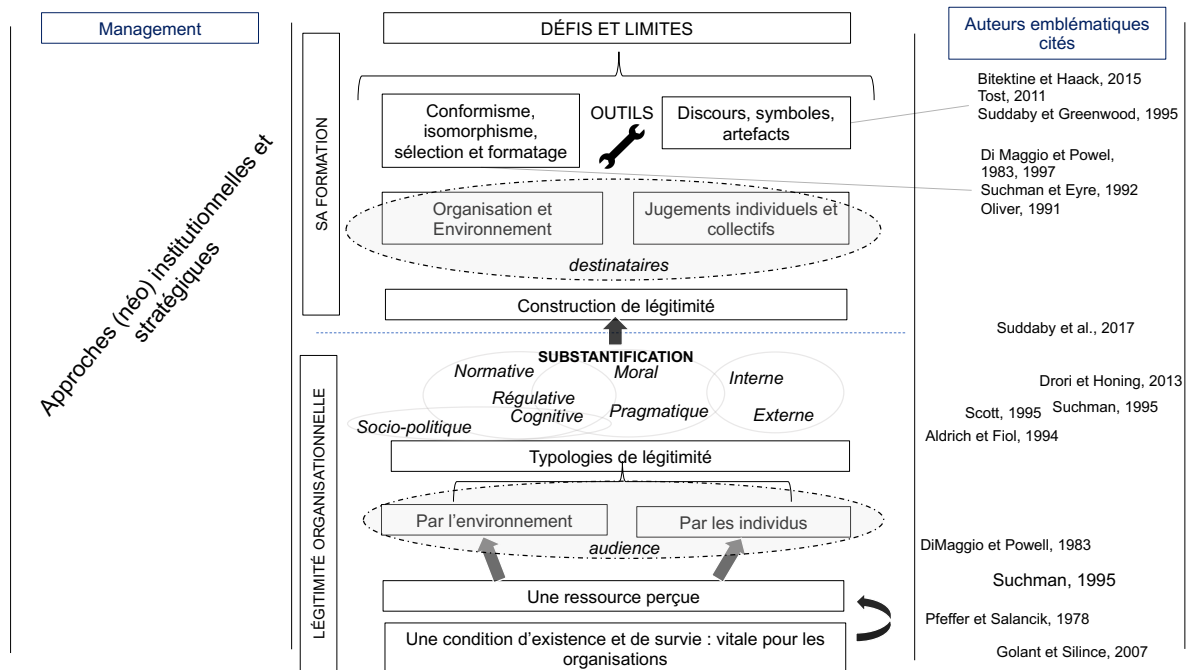 Management
Approches (néo) institutionnelles et
stratégiques
SA FORMATION
DÉFIS ET LIMITES
Conformisme,
isomorphisme,
sélection et formatage
OUTILS
Discours, symboles,
artefacts
Organisation et
Environnement
Jugements individuels et
collectifs
destinataires
Construction de légitimité
LÉGITIMITÉ ORGANISATIONNELLE
SUBSTANTIFICATION
Normative
Moral
Interne
Régulative
Cognitive
Pragmatique
Externe
Socio-politique
Typologies de légitimité
Par l’environnement
Par les individus
audience
Une ressource perçue
Une condition d’existence et de survie : vitale pour les
organisations
Auteurs emblématiques
cités
Bitektine et Haack, 2015
Tost, 2011
Suddaby et Greenwood, 1995
Di Maggio et Powel,
1983, 1997
Suchman et Eyre, 1992
Oliver, 1991
Suddaby et al., 2017
Drori et Honing, 2013
Scott, 1995
Suchman, 1995
Aldrich et Fiol, 1994
DiMaggio et Powell, 1983
Suchman, 1995
Pfeffer et Salancik, 1978
Golant et Silince, 2007